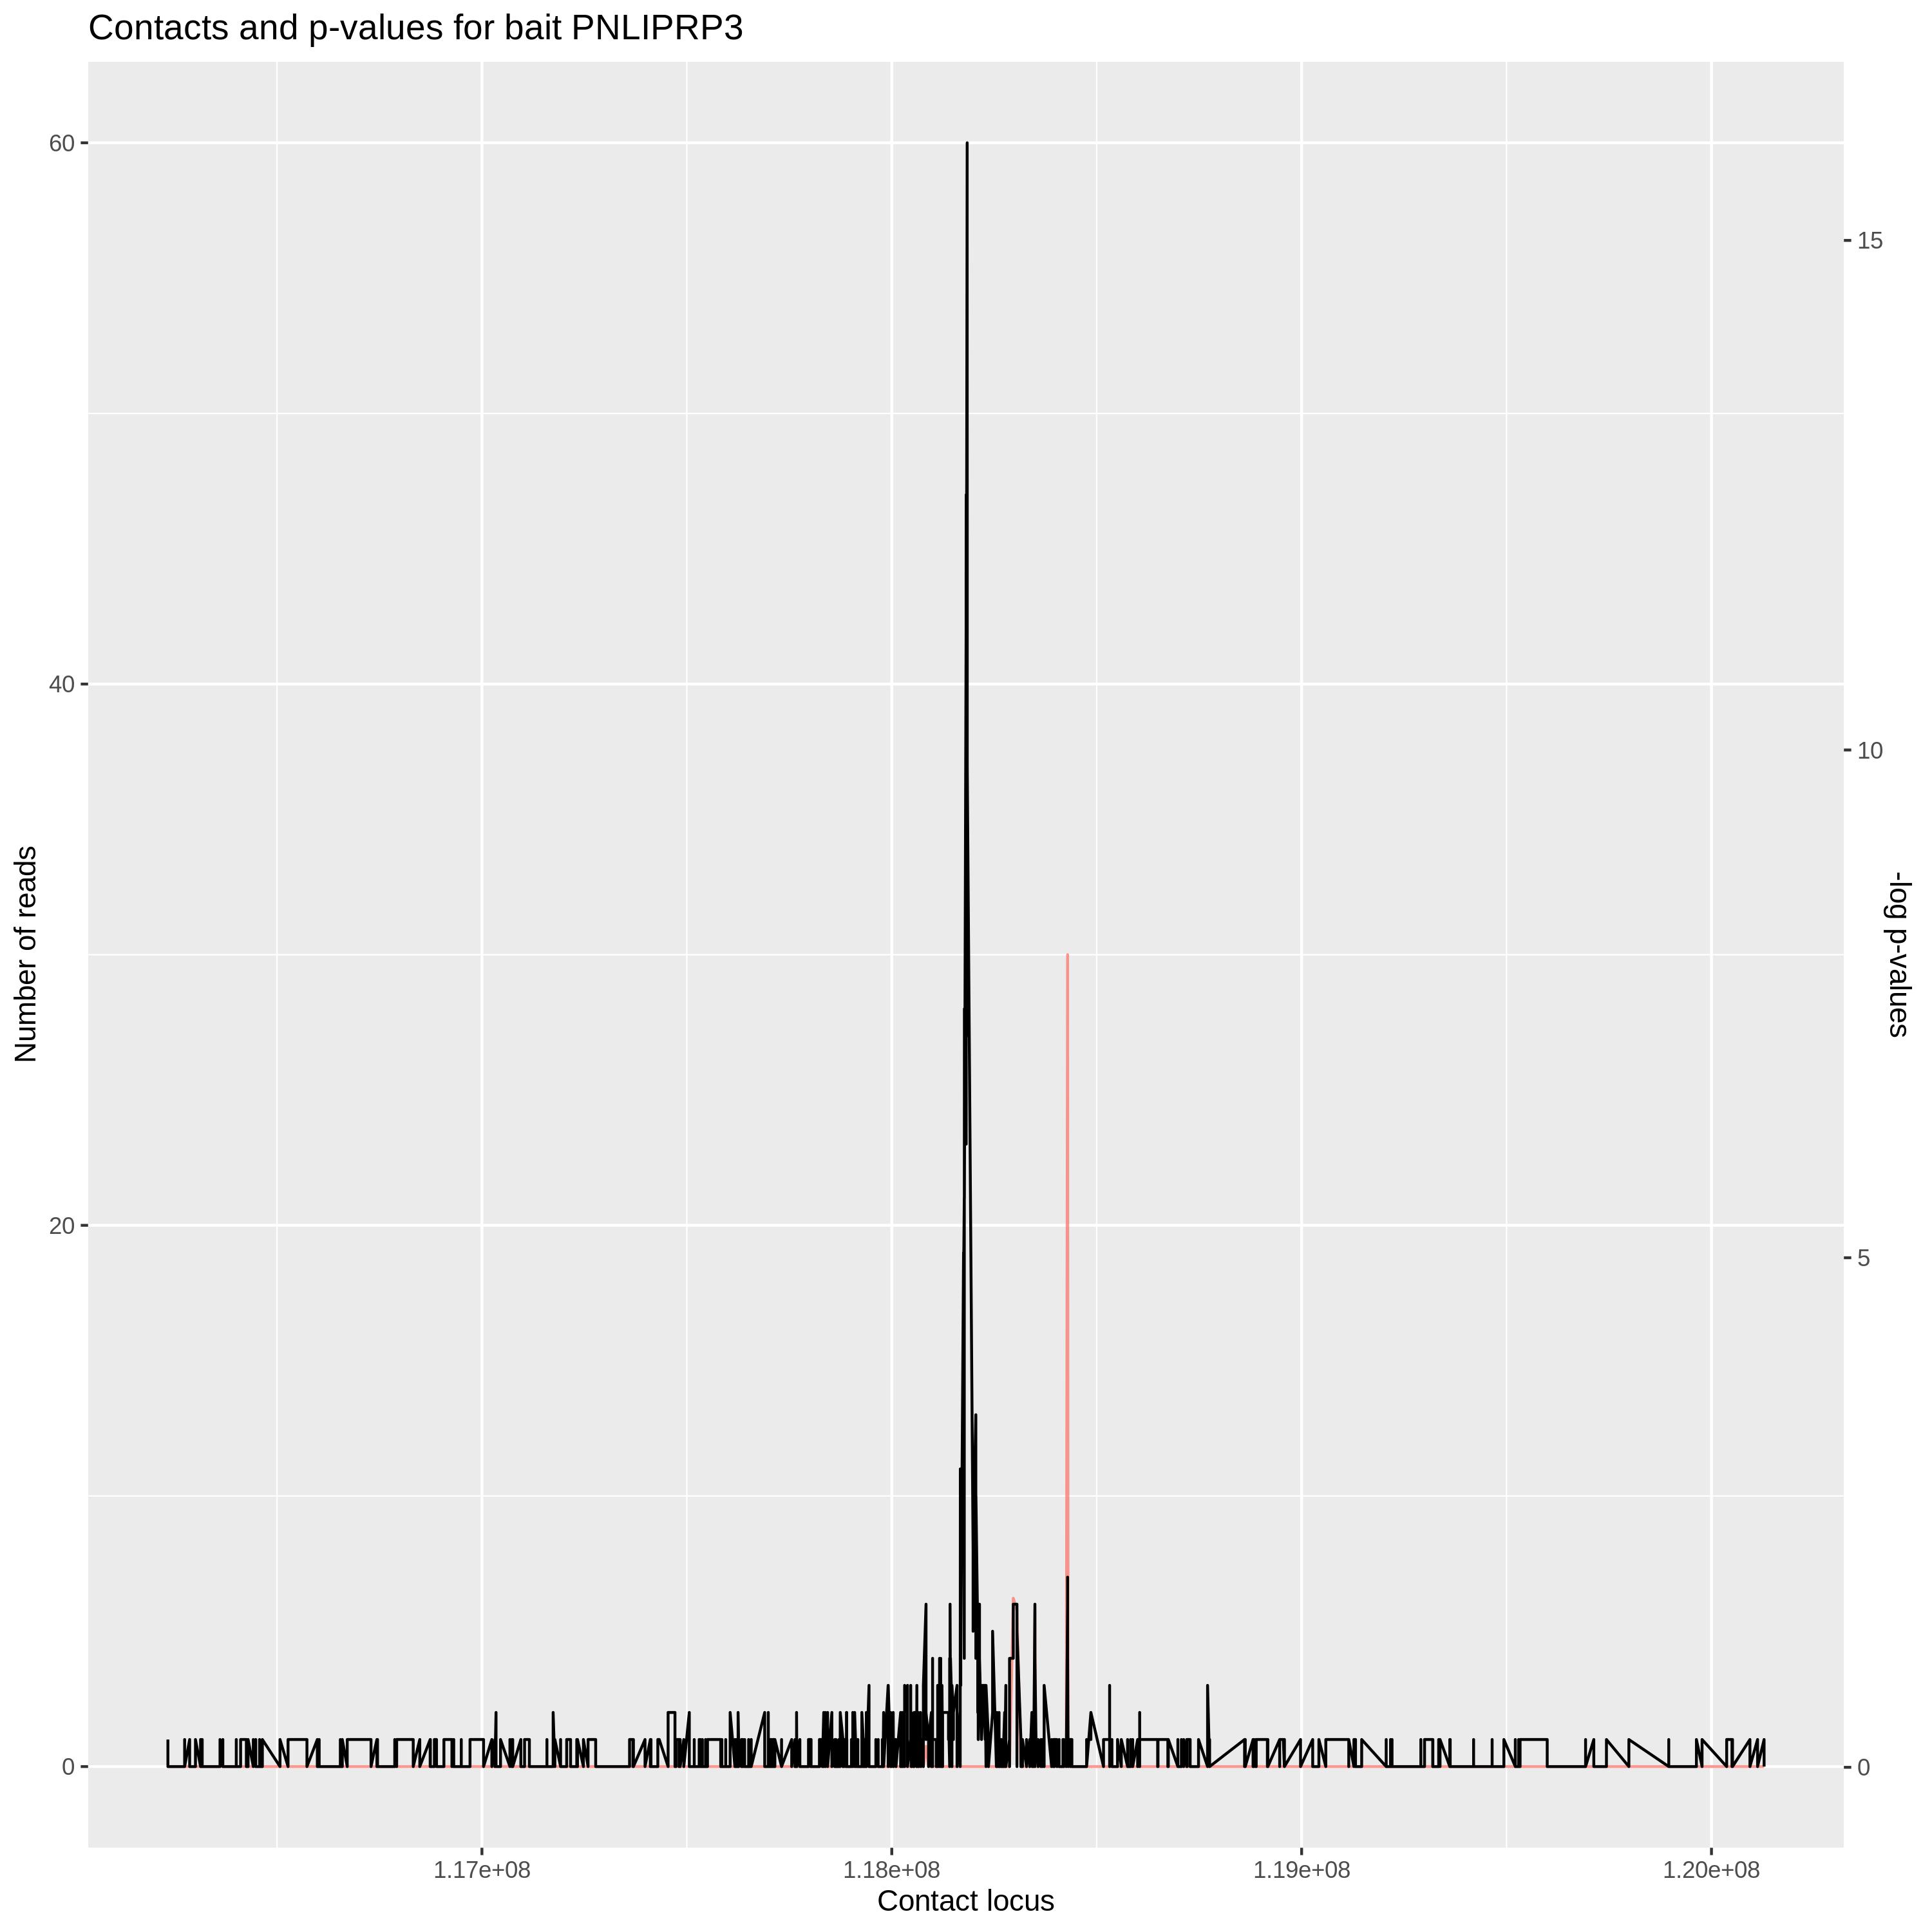 Contacts and p-values for bait PNLIPRP3
60
40
20
0
Number of reads
15
10
5
0
-log p-values
1.17e+08
1.18e+08
1.19e+08
1.20e+08
Contact locus